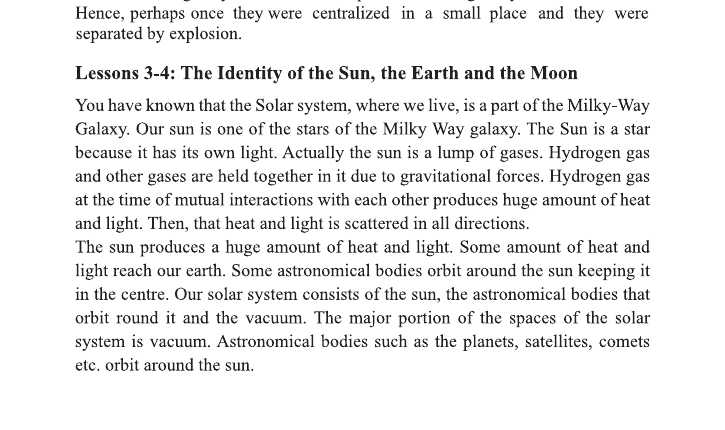 Hence, perhaps once they were centralized in a small place and they were
separated by explosion.
Lessons 3-4: The Identity of the Sun, the Earth and the Moon
You have known that the Solar system, where we live, is a part of the Milky-Way
Galaxy. Our sun is one of the stars of the Milky Way galaxy. The Sun is a star
because it has its own light. Actually the sun is a lump of gases. Hydrogen gas
and other gases are held together in it due to gravitational forces. Hydrogen gas
at the time of mutual interactions with each other produces huge amount of heat
and light. Then, that heat and light is scattered in all directions.
The sun produces a huge amount of heat and light. Some amount of heat and
light reach our earth. Some astronomical bodies orbit around the sun keeping it
in the centre. Our solar system consists of the sun, the astronomical bodies that
orbit round it and the vacuum. The major portion of the spaces of the solar
system is vacuum. Astronomical bodies such as the planets, satellites, comets
etc. orbit around the sun.